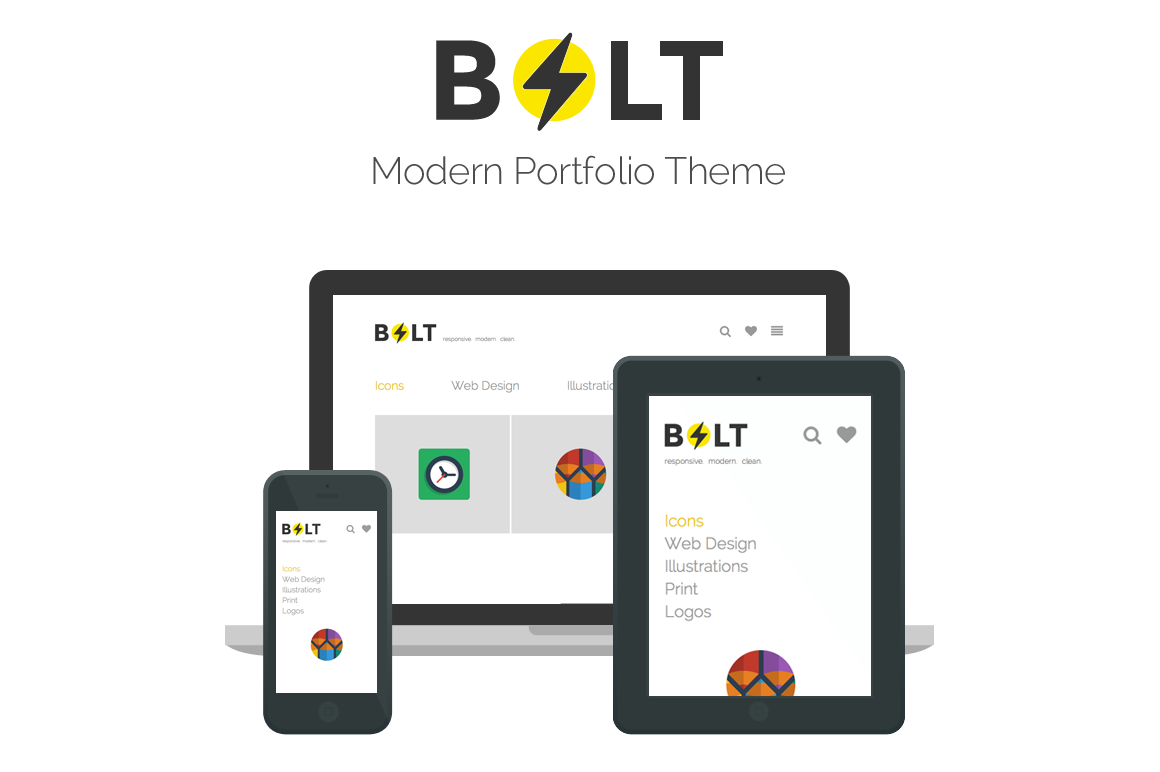 BOLT
Modern Portfolio Theme
BOLT responsive. modern. clean.
Icons Web Design Illustratio
BOLT
responsive. modern. clean.
Icons
Web Design
Illustrations
Print
Logos
BOLT
responsive. modern. clean.
Icons
Web Design
Illustrations
Print
Logos